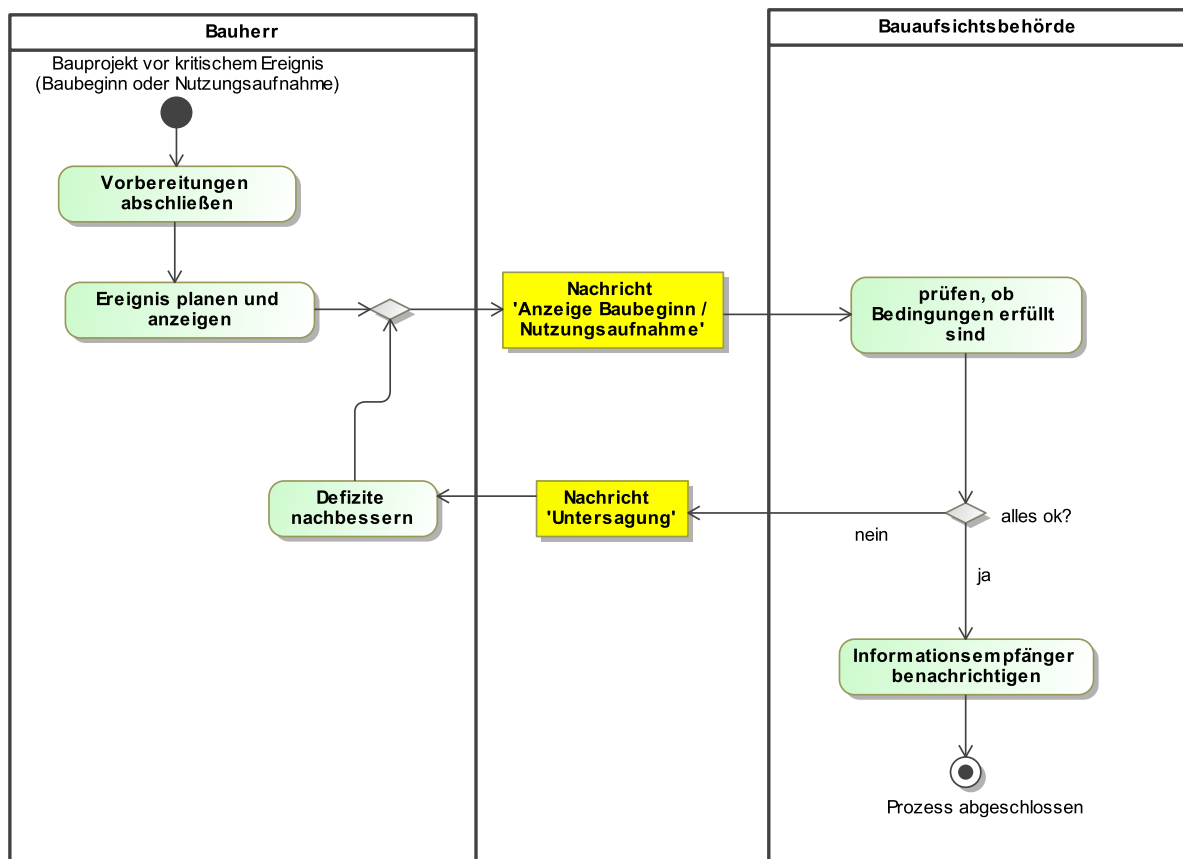 Bauherr
Bauaufsichtsbehörde
Bauprojekt vor kritischem Ereignis
(Baubeginn oder Nutzungsaufnahme)
Vorbereitungen
abschließen
Ereignis planen und
anzeigen
Nachricht
'Anzeige Baubeginn /
Nutzungsaufnahme'
prüfen, ob
Bedingungen erfüllt
sind
Defizite
nachbessern
Nachricht
'Untersagung'
nein
alles ok?
ja
Informationsempfänger
benachrichtigen
Prozess abgeschlossen